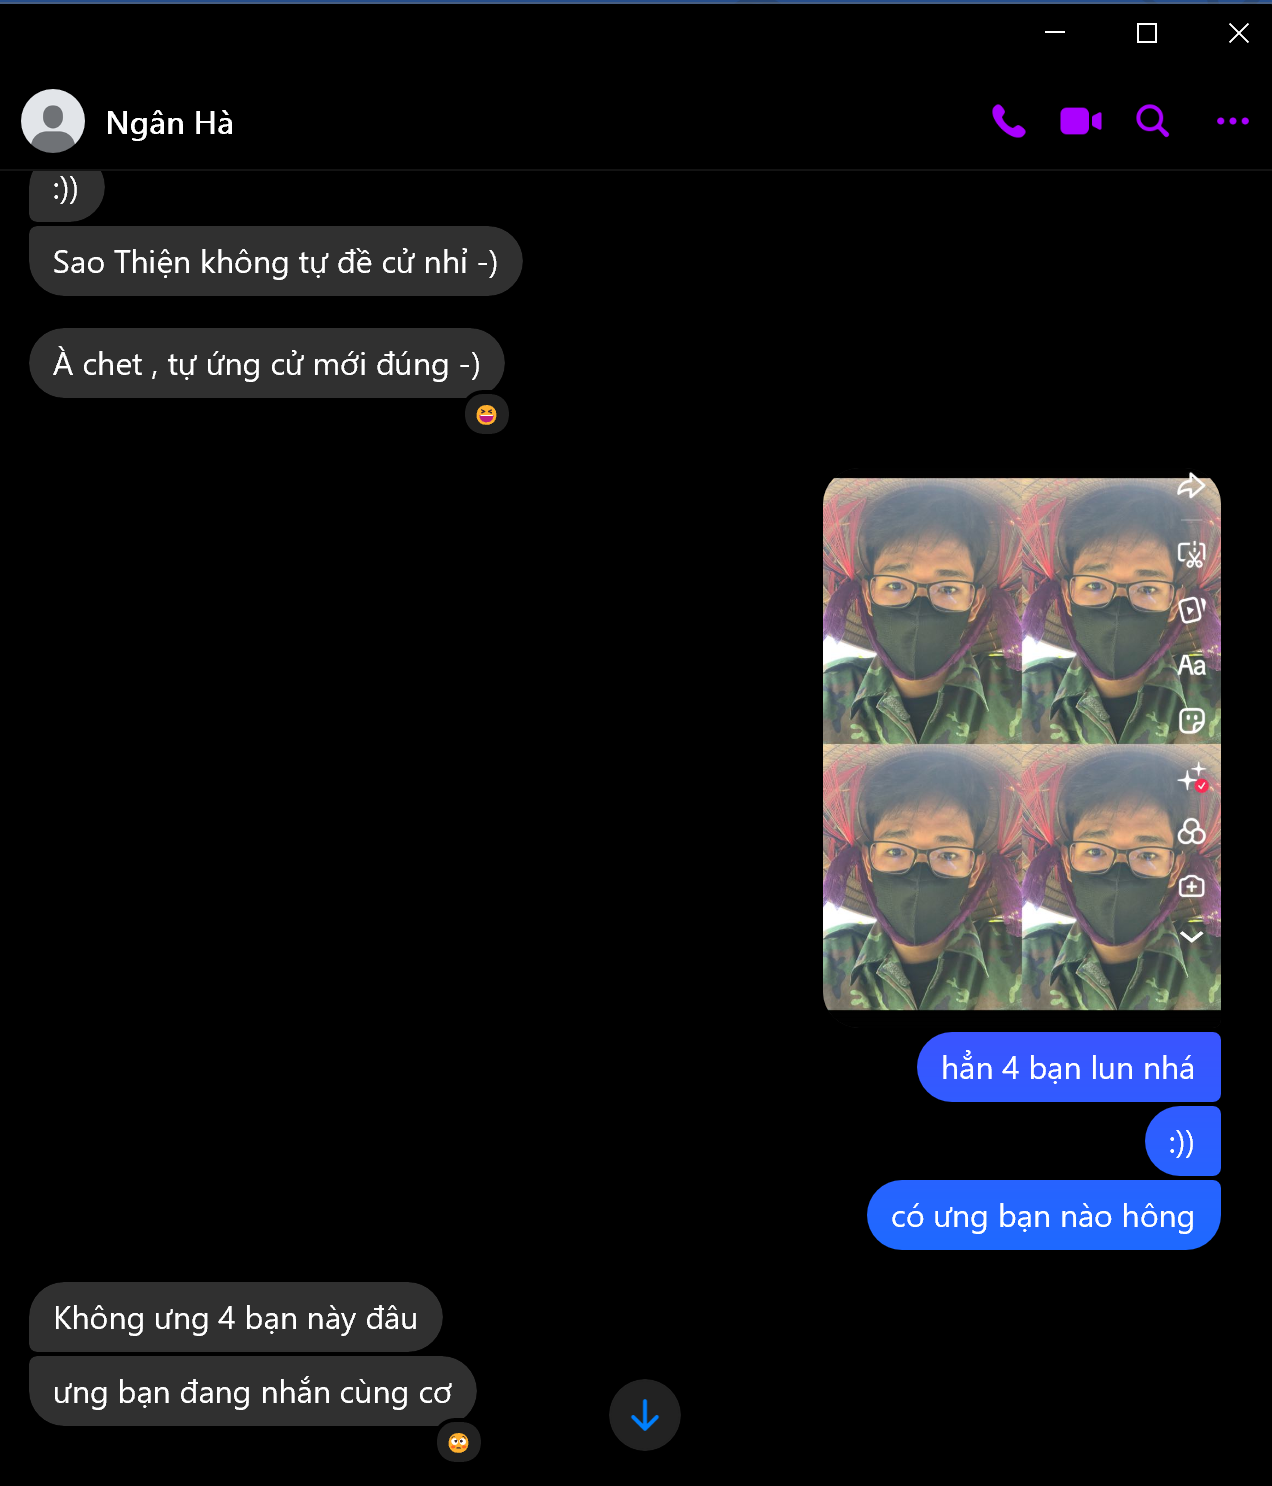 Ngân Hà
:))
Sao Thiện không tự đề cử nhỉ -)
À chet , tự ứng cử mới đúng -)
Aa
hẳn 4 bạn lun nhá
:))
có ưng bạn nào hông
Không ưng 4 bạn này đâu
ưng bạn đang nhắn cùng cơ